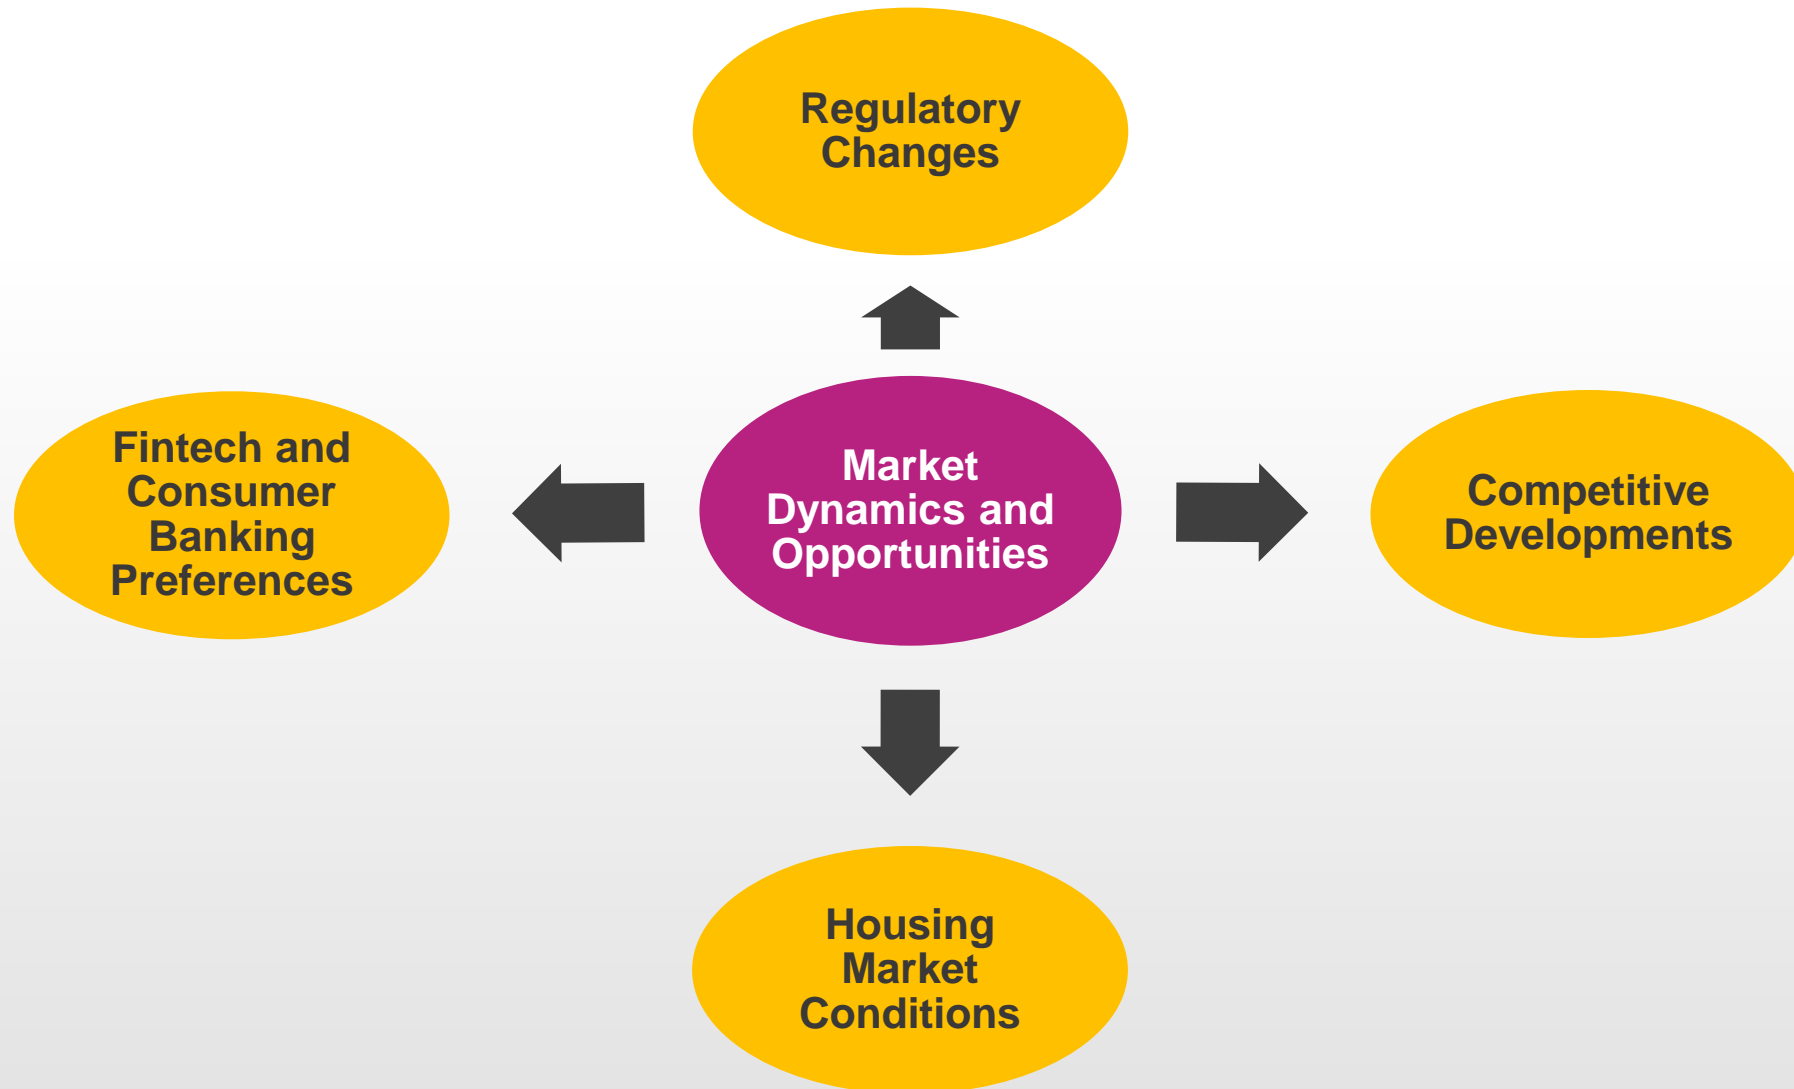 Regulatory
Changes
Fintech and
Consumer
Banking
Preferences
Market
Dynamics and
Opportunities
Competitive
Developments
Housing
Market
Conditions